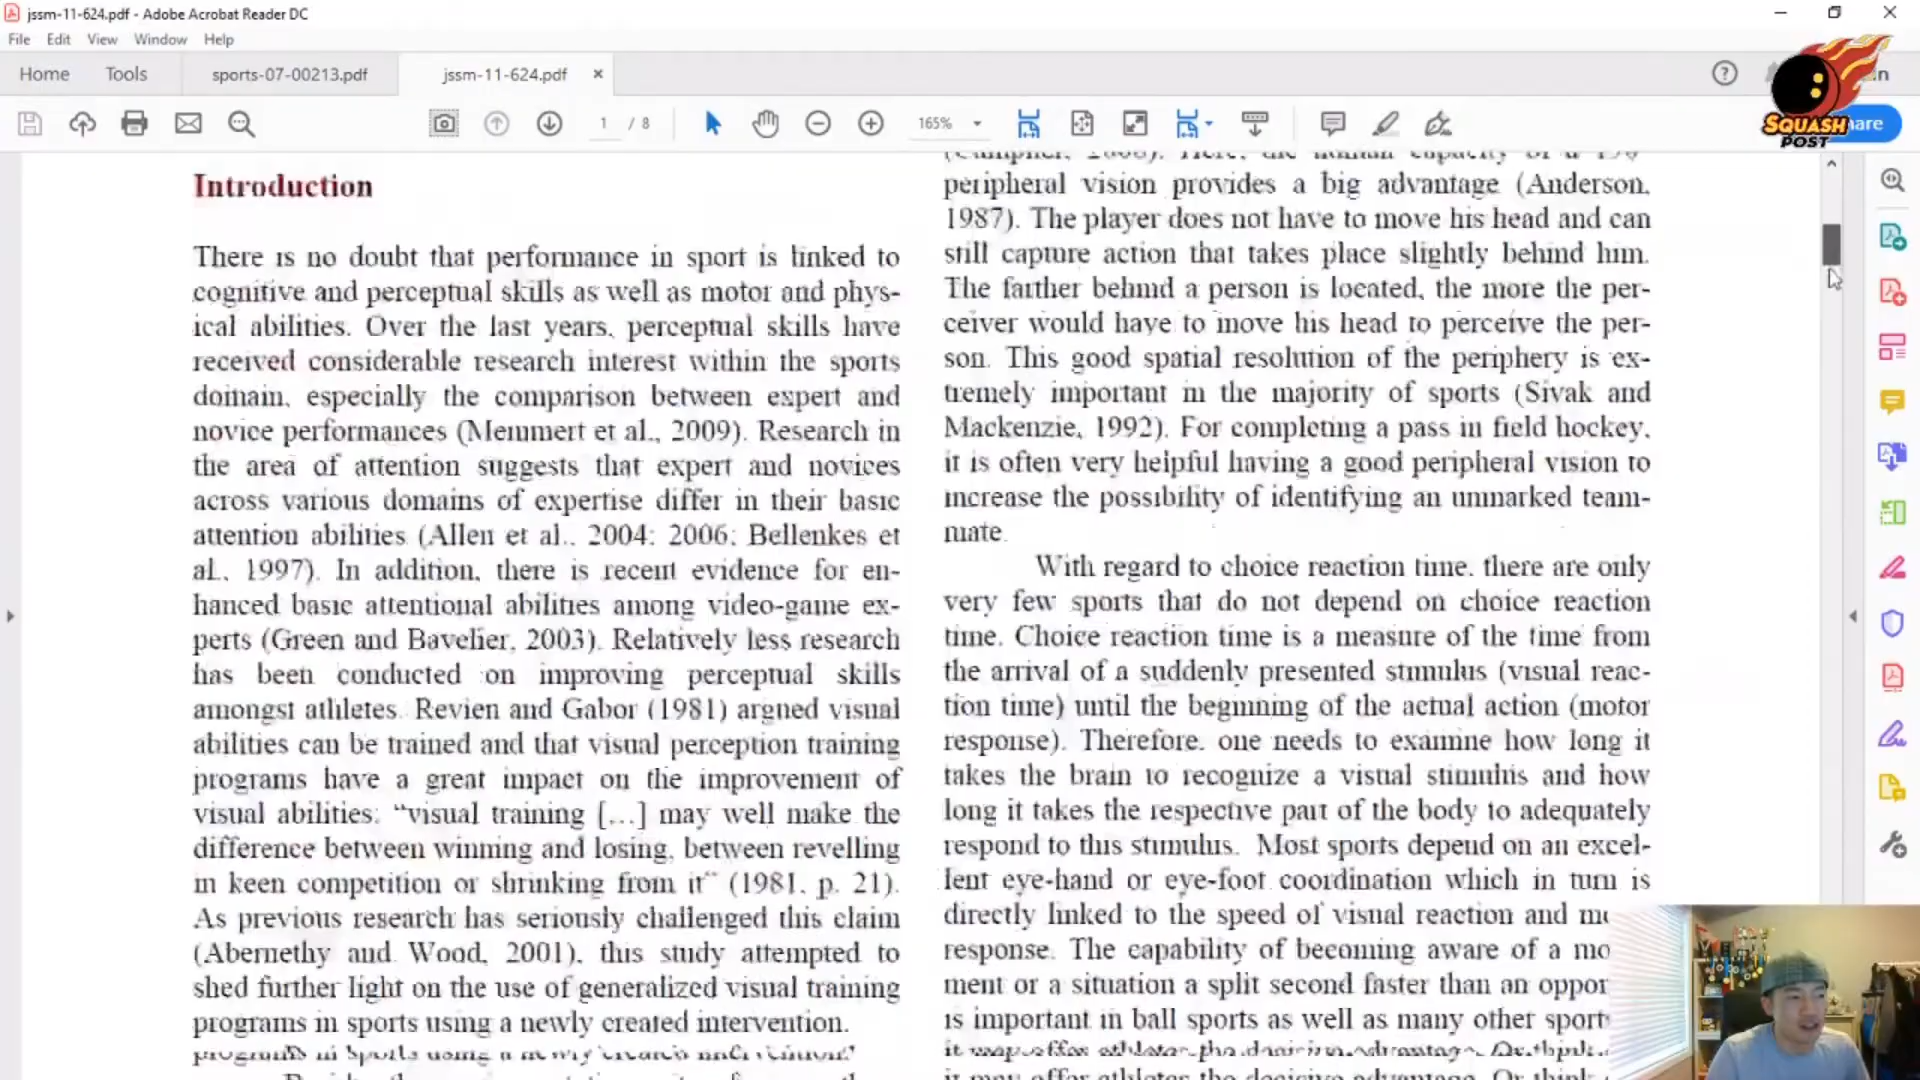 jssm-11-624.pdf - Adobe Acrobat Reader DC
File Edit View Window Help
Home Tools sports-07-00213.pdf jssm-11-624.pdf
SQUASH
POST
1 / 8 165%
Introduction
There is no doubt that performance in sport is linked to
cognitive and perceptual skills as well as motor and phys-
ical abilities. Over the last years, perceptual skills have
received considerable research interest within the sports
domain, especially the comparison between expert and
novice performances (Memmert et al., 2009). Research in
the area of attention suggests that expert and novices
across various domains of expertise differ in their basic
attention abilities (Allen et al., 2004; 2006; Bellenkes et
al., 1997). In addition, there is recent evidence for en-
hanced basic attentional abilities among video-game ex-
perts (Green and Bavelier, 2003). Relatively less research
has been conducted on improving perceptual skills
amongst athletes. Revien and Gabor (1981) argued visual
abilities can be trained and that visual perception training
programs have a great impact on the improvement of
visual abilities: “visual training [...] may well make the
difference between winning and losing, between revelling
in keen competition or shrinking from it” (1981, p. 21).
As previous research has seriously challenged this claim
(Abernethy and Wood, 2001), this study attempted to
shed further light on the use of generalized visual training
programs in sports using a newly created intervention.
peripheral vision provides a big advantage (Anderson,
1987). The player does not have to move his head and can
still capture action that takes place slightly behind him.
The farther behind a person is located, the more the per-
ceiver would have to move his head to perceive the per-
son. This good spatial resolution of the periphery is ex-
tremely important in the majority of sports (Sivak and
Mackenzie, 1992). For completing a pass in field hockey,
it is often very helpful having a good peripheral vision to
increase the possibility of identifying an unmarked team-
mate.
With regard to choice reaction time, there are only
very few sports that do not depend on choice reaction
time. Choice reaction time is a measure of the time from
the arrival of a suddenly presented stimulus (visual reac-
tion time) until the beginning of the actual action (motor
response). Therefore, one needs to examine how long it
takes the brain to recognize a visual stimulus and how
long it takes the respective part of the body to adequately
respond to this stimulus. Most sports depend on an excel-
lent eye-hand or eye-foot coordination which in turn is
directly linked to the speed of visual reaction and mo
response. The capability of becoming aware of a mo
ment or a situation a split second faster than an oppon
is important in ball sports as well as many other sport